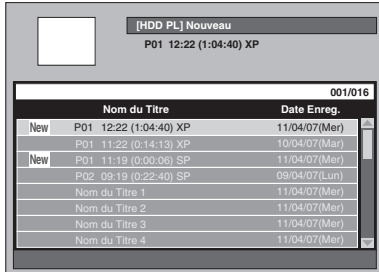 [HDD PL] Nouveau
P01 12:22 (1:04:40) XP
001/016
Nom du Titre Date Enreg.
New P01 12:22 (1:04:40) XP 11/04/07(Mer)
P01 11:22 (0:14:13) XP 10/04/07(Mar)
New P01 11:19 (0:00:06) SP 11/04/07(Mer)
P02 09:19 (0:22:40) SP 09/04/07(Lun)
Nom du Titre 1 11/04/07(Mer)
Nom du Titre 2 11/04/07(Mer)
Nom du Titre 3 11/04/07(Mer)
Nom du Titre 4 11/04/07(Mer)